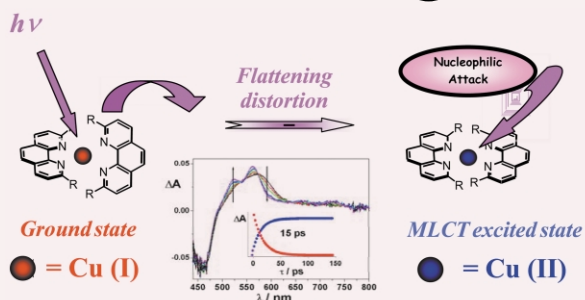 hν
Nucleophilic
Attack
Flattening
distortion
R
R
R
R
N
N
N
N
R
R
R
R
N
N
N
N
0.05
0.00
-0.05
ΔA
ΔA
15 ps
0 50 100 150
τ / ps
450 500 550 600 650 700 750 800
λ / nm
Ground state
= Cu (I)
MLCT excited state
= Cu (II)